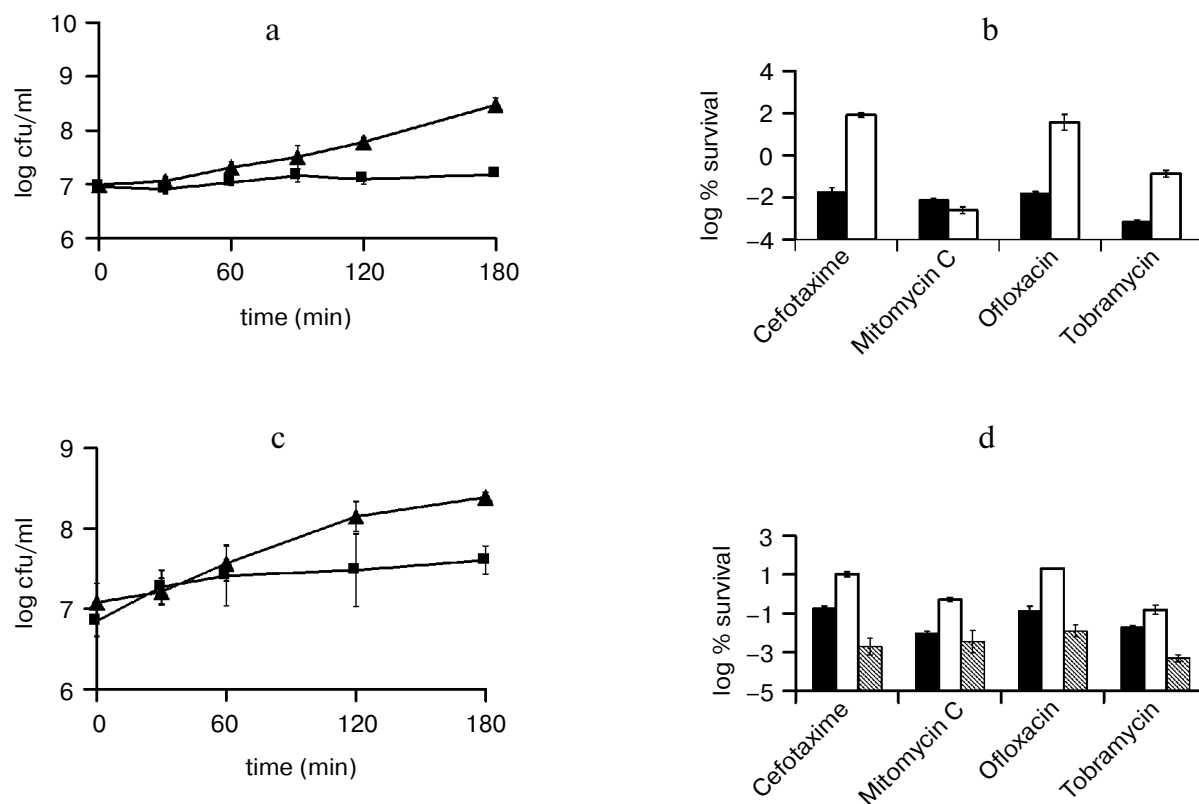 a
10
9
8
7
6
log cfu/ml
0 60 120 180
time (min)
b
4
2
0
−2
−4
log % survival
Cefotaxime
Mitomycin C
Ofloxacin
Tobramycin
c
9
8
7
6
log cfu/ml
0 60 120 180
time (min)
d
3
1
−1
−3
−5
log % survival
Cefotaxime
Mitomycin C
Ofloxacin
Tobramycin